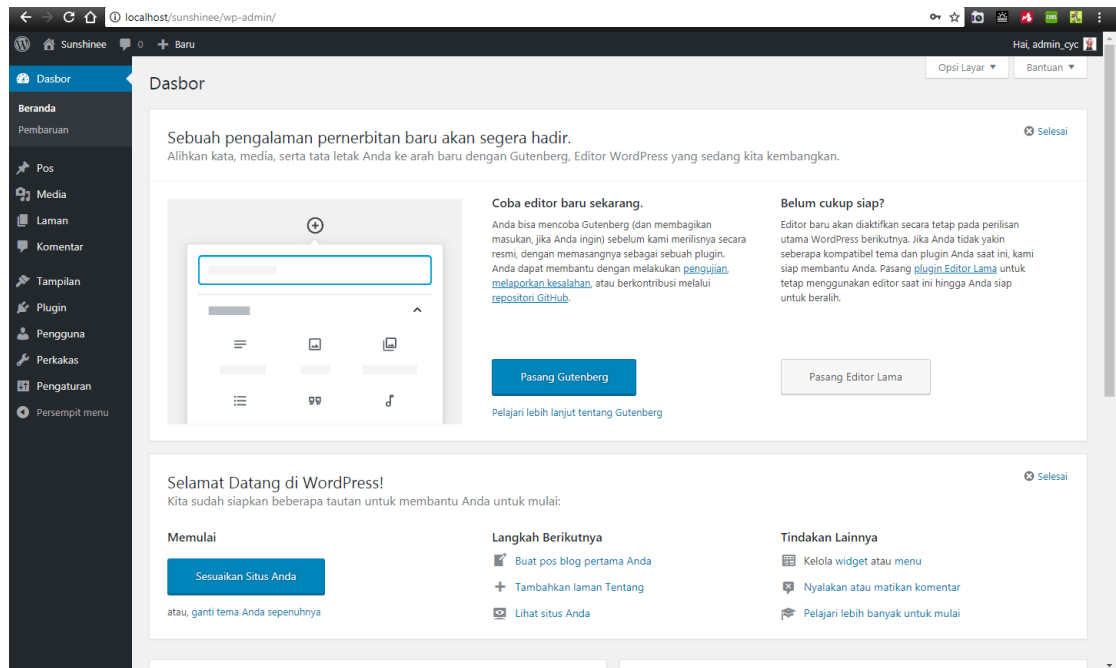 localhost/sunshinee/wp-admin/
Sunshinee 0 + Baru
Hai, admin_cyc
Dasbor
Beranda
Pembaruan
Pos
Media
Laman
Komentar
Tampilan
Plugin
Pengguna
Perkakas
Pengaturan
Persempit menu
Opsi Layar
Bantuan
Dasbor
Sebuah pengalaman pernerbitan baru akan segera hadir.
Selesai
Alihkan kata, media, serta tata letak Anda ke arah baru dengan Gutenberg, Editor WordPress yang sedang kita kembangkan.
Coba editor baru sekarang.
Anda bisa mencoba Gutenberg (dan membagikan
masukan, jika Anda ingin) sebelum kami merilisnya secara
resmi, dengan memasangnya sebagai sebuah plugin.
Anda dapat membantu dengan melakukan pengujian,
melaporkan kesalahan, atau berkontribusi melalui
repositori GitHub.
Pasang Gutenberg
Pelajari lebih lanjut tentang Gutenberg
Belum cukup siap?
Editor baru akan diaktifkan secara tetap pada perilisan
utama WordPress berikutnya. Jika Anda tidak yakin
seberapa kompatibel tema dan plugin Anda saat ini, kami
siap membantu Anda. Pasang plugin Editor Lama untuk
tetap menggunakan editor saat ini hingga Anda siap
untuk beralih.
Pasang Editor Lama
Selamat Datang di WordPress!
Selesai
Kita sudah siapkan beberapa tautan untuk membantu Anda untuk mulai:
Memulai
Sesuaikan Situs Anda
atau, ganti tema Anda sepenuhnya
Langkah Berikutnya
Buat pos blog pertama Anda
Tambahkan laman Tentang
Lihat situs Anda
Tindakan Lainnya
Kelola widget atau menu
Nyalakan atau matikan komentar
Pelajari lebih banyak untuk mulai